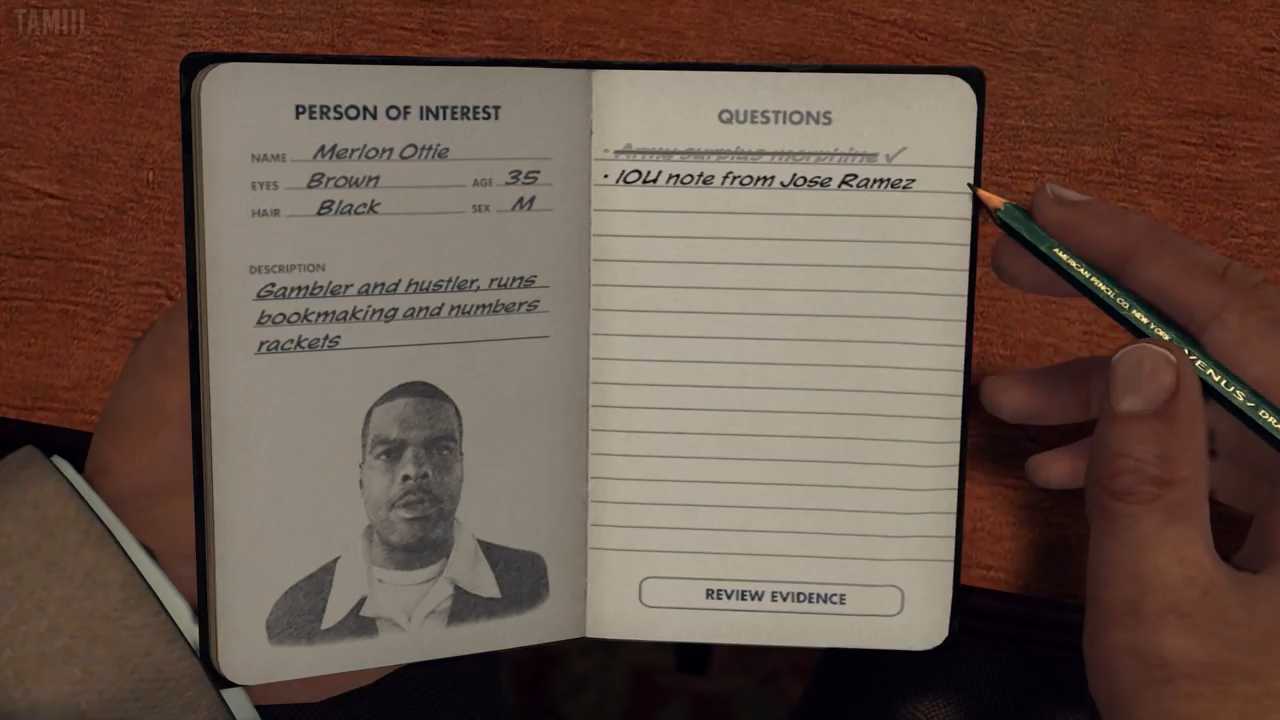 TAMIIL
PERSON OF INTEREST
NAME Merlon Ottie
EYES Brown AGE 35
HAIR Black SEX M
DESCRIPTION
Gambler and hustler, runs
bookmaking and numbers
rackets
QUESTIONS
· Army surplus morphine ✓
· IOU note from Jose Ramez
REVIEW EVIDENCE
AMERICAN PENCIL CO. NEW YORK VENUS / DRA